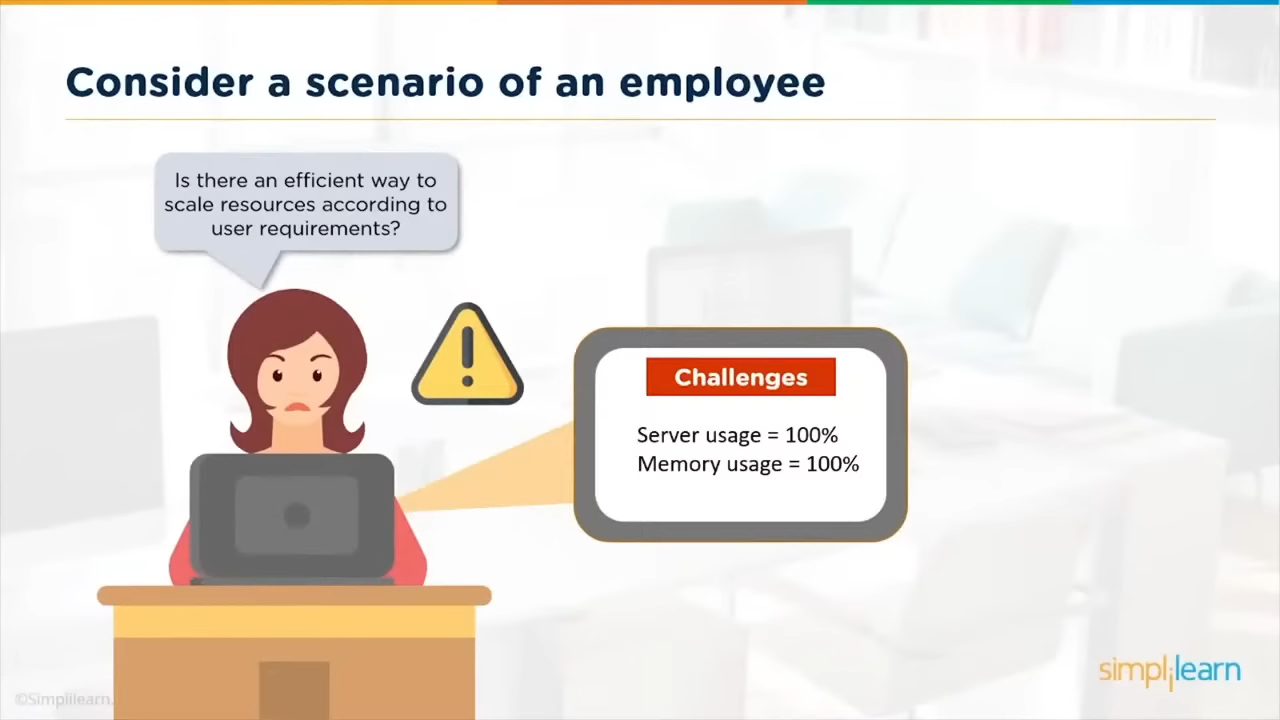 Consider a scenario of an employee
Is there an efficient way to
scale resources according to
user requirements?
Challenges
Server usage = 100%
Memory usage = 100%
©Simplilearn.
simplilearn